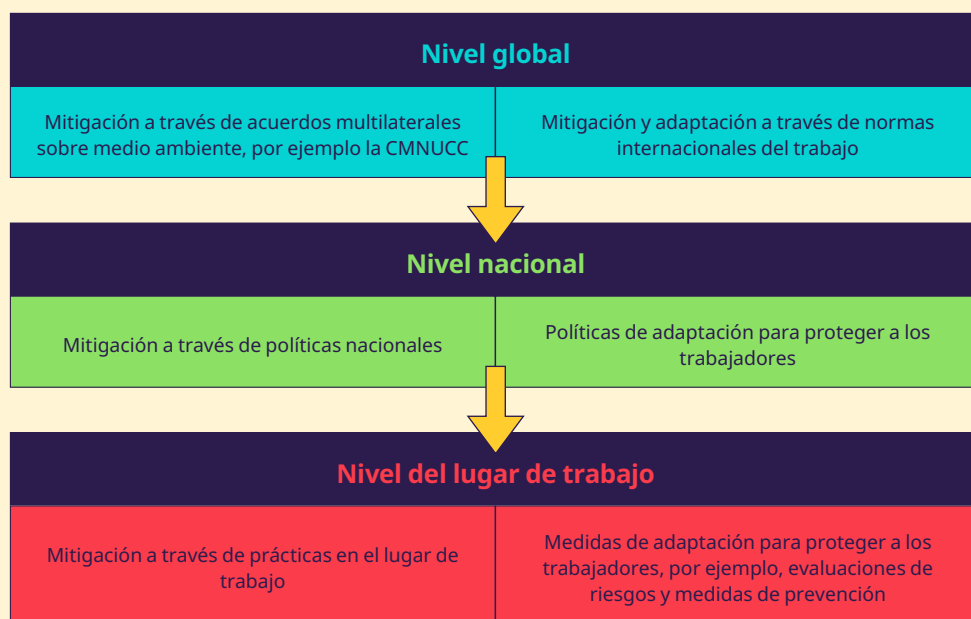 Nivel global
Mitigación a través de acuerdos multilaterales
sobre medio ambiente, por ejemplo la CMNUCC
Mitigación y adaptación a través de normas
internacionales del trabajo
Nivel nacional
Mitigación a través de políticas nacionales
Políticas de adaptación para proteger a los
trabajadores
Nivel del lugar de trabajo
Mitigación a través de prácticas en el lugar de
trabajo
Medidas de adaptación para proteger a los
trabajadores, por ejemplo, evaluaciones de
riesgos y medidas de prevención